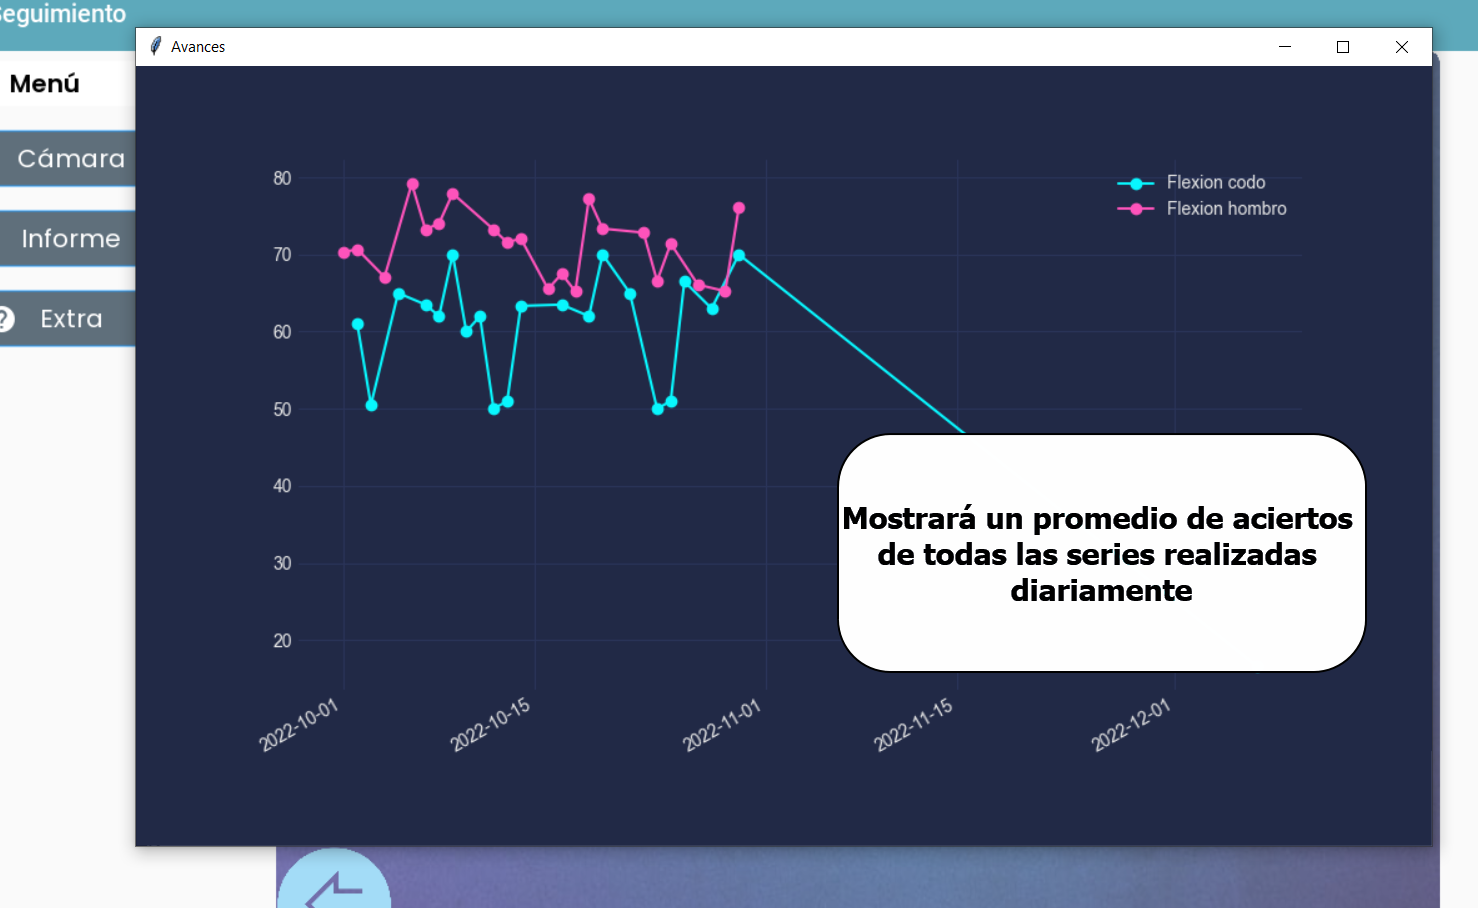 Seguimiento
Avances
Menú
Cámara
Informe
? Extra
80
70
60
50
40
30
20
Flexion codo
Flexion hombro
Mostrará un promedio de aciertos
de todas las series realizadas
diariamente
2022-10-01
2022-10-15
2022-11-01
2022-11-15
2022-12-01